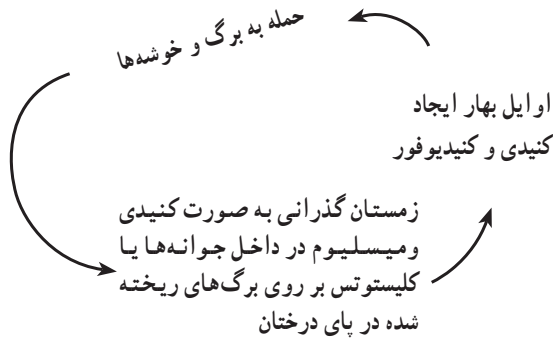 حمله به برگ و خوشه‌ها
اوایل بهار ایجاد
کنیدی و کنیدیوفور
زمستان گذرانی به صورت کنیدی
ومیسلیوم در داخل جوانه‌ها یا
کلیستوتس بر روی برگ‌های ریخته
شده در پای درختان